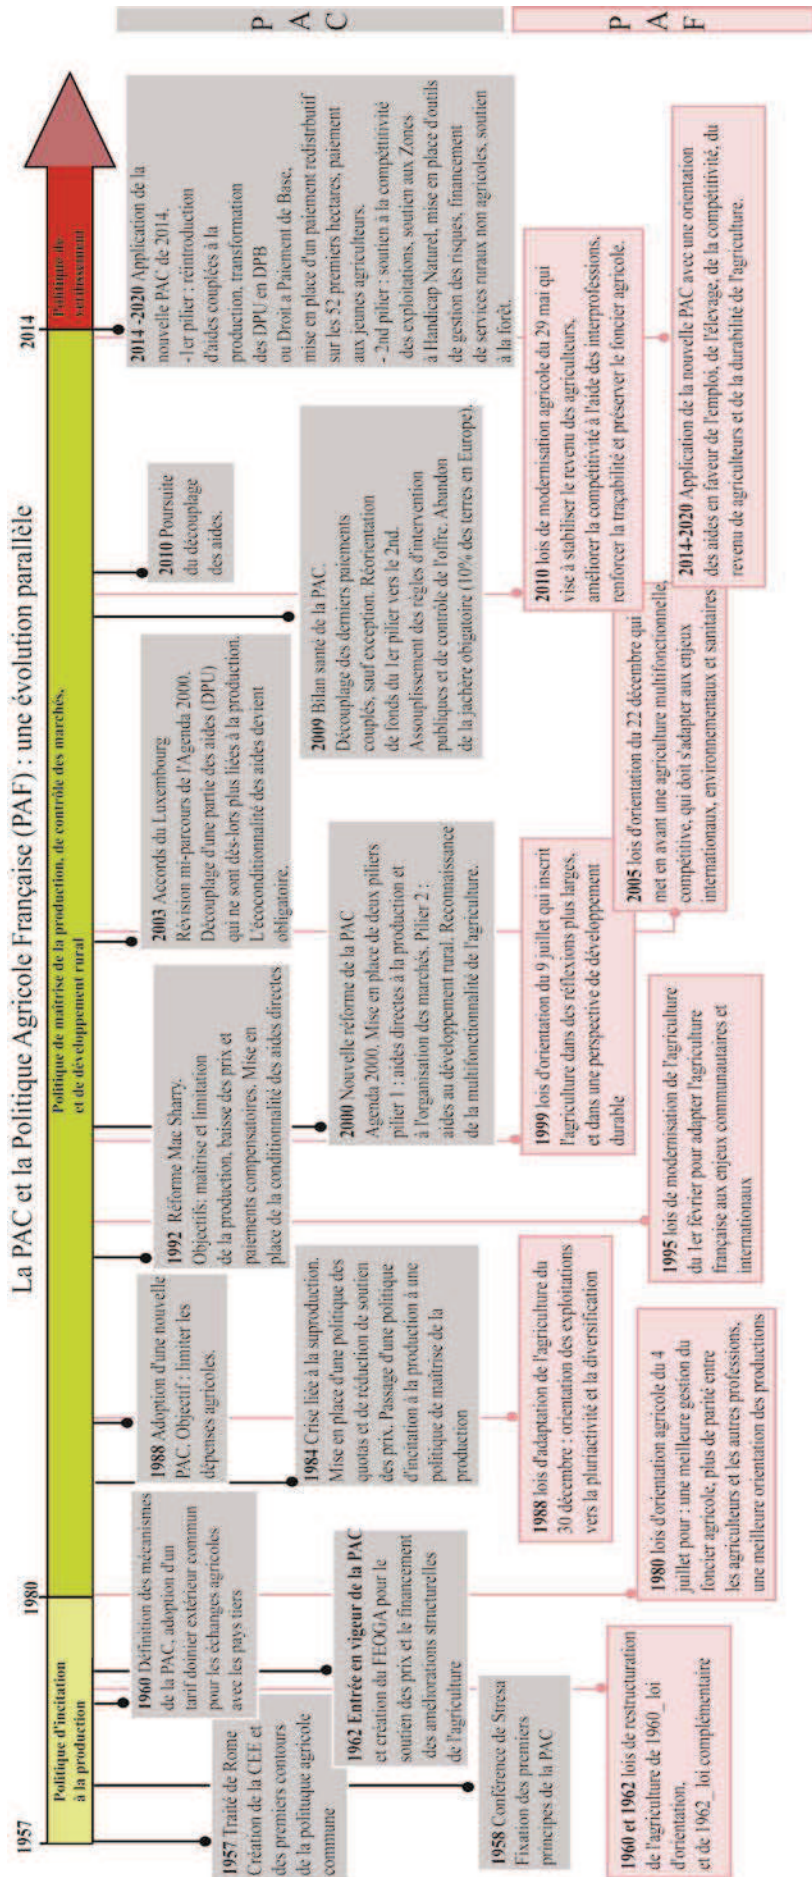 La PAC et la Politique Agricole Française (PAF) : une évolution parallèle
1957
1980
2014
Politique d'incitation
à la production
Politique de maîtrise de la production, de contrôle des marchés,
et de développement rural
Politique de
verdissement
P A C
1957 Traité de Rome
Création de la CEE et
des premiers contours
de la politique agricole
commune
1958 Conférence de Stresa
Fixation des premiers
principes de la PAC
1960 Définition des mécanismes
de la PAC, adoption d'un
tarif doinier extérieur commun
pour les échanges agricoles
avec les pays tiers
1962 Entrée en vigeur de la PAC
et création du FEOGA pour le
soutien des prix et le financement
des améliorations structurelles
de l'agriculture
1988 Adoption d'une nouvelle
PAC. Objectif : limiter les
dépenses agricoles.
1984 Crise liée à la suproduction.
Mise en place d'une politique des
quotas et de réduction de soutien
des prix. Passage d'une politique
d'incitation à la production à une
politique de maîtrise de la
production
1992 Réforme Mac Sharry.
Objectifs: maîtrise et limitation
de la production, baisse des prix et
paiements compensatoires. Mise en
place de la conditionnalité des aides directes
2000 Nouvelle réforme de la PAC
Agenda 2000. Mise en place de deux piliers
pilier 1 : aides directes à la production et
à l'organisation des marchés. Pilier 2 :
aides au développement rural. Reconnaissance
de la multifonctionnalité de l'agriculture.
2003 Accords du Luxembourg
Révision mi-parcours de l'Agenda 2000.
Découplage d'une partie des aides (DPU)
qui ne sont dès-lors plus liées à la production.
L'écoconditionnalité des aides devient
obligatoire.
2009 Bilan santé de la PAC.
Découplage des derniers paiements
couplés, sauf exception. Réorientation
de fonds du 1er pilier vers le 2nd.
Assouplissement des règles d'intervention
publiques et de contrôle de l'offre. Abandon
de la jachère obigatoire (10% des terres en Europe).
2010 Poursuite
du découplage
des aides.
2014-2020 Application de la
nouvelle PAC de 2014.
-1er pilier : réintroduction
d'aides couplées à la
production, transformation
des DPU en DPB
ou Droit a Paiement de Base,
mise en place d'un paiement redistrbutif
sur les 52 premiers hectares, paiement
aux jeunes agriculteurs.
- 2nd pilier : soutien à la compétitivité
des exploitations, soutien aux Zones
à Handicap Naturel, mise en place d'outils
de gestion des risques, financement
de services ruraux non agricoles, soutien
à la forêt.
P A F
1960 et 1962 lois de restructuration
de l'agriculture de 1960_ loi
d'orientation,
et de 1962_ loi complémentaire
1980 lois d'orientation agricole du 4
juillet pour : une meilleure gestion du
foncier agricole, plus de parité entre
les agriculteurs et les autres professions,
une meilleure orientation des productions
1988 lois d'adaptation de l'agriculture du
30 décembre : orientation des exploitations
vers la pluriactivité et la diversification
1995 lois de modernisation de l'agriculture
du 1er février pour adapter l'agriculture
française aux enjeux communautaires et
internationaux
1999 lois d'orientation du 9 juillet qui inscrit
l'agriculture dans des réflexions plus larges,
et dans une perspective de développement
durable
2005 lois d'orientation du 22 décembre qui
met en avant une agriculture multifonctionnelle,
compétitive, qui doit s'adapter aux enjeux
internationaux, environnementaux et sanitaires
2010 lois de modernisation agricole du 29 mai qui
vise à stabiliser le revenu des agriculteurs,
améliorer la compétitivité à l'aide des interprofessions,
renforcer la traçabilité et préserver le foncier agricole.
2014-2020 Application de la nouvelle PAC avec une orientation
des aides en faveur de l'emploi, de l'élevage, de la compétitivité, du
revenu de agriculteurs et de la durabilité de l'agriculture.